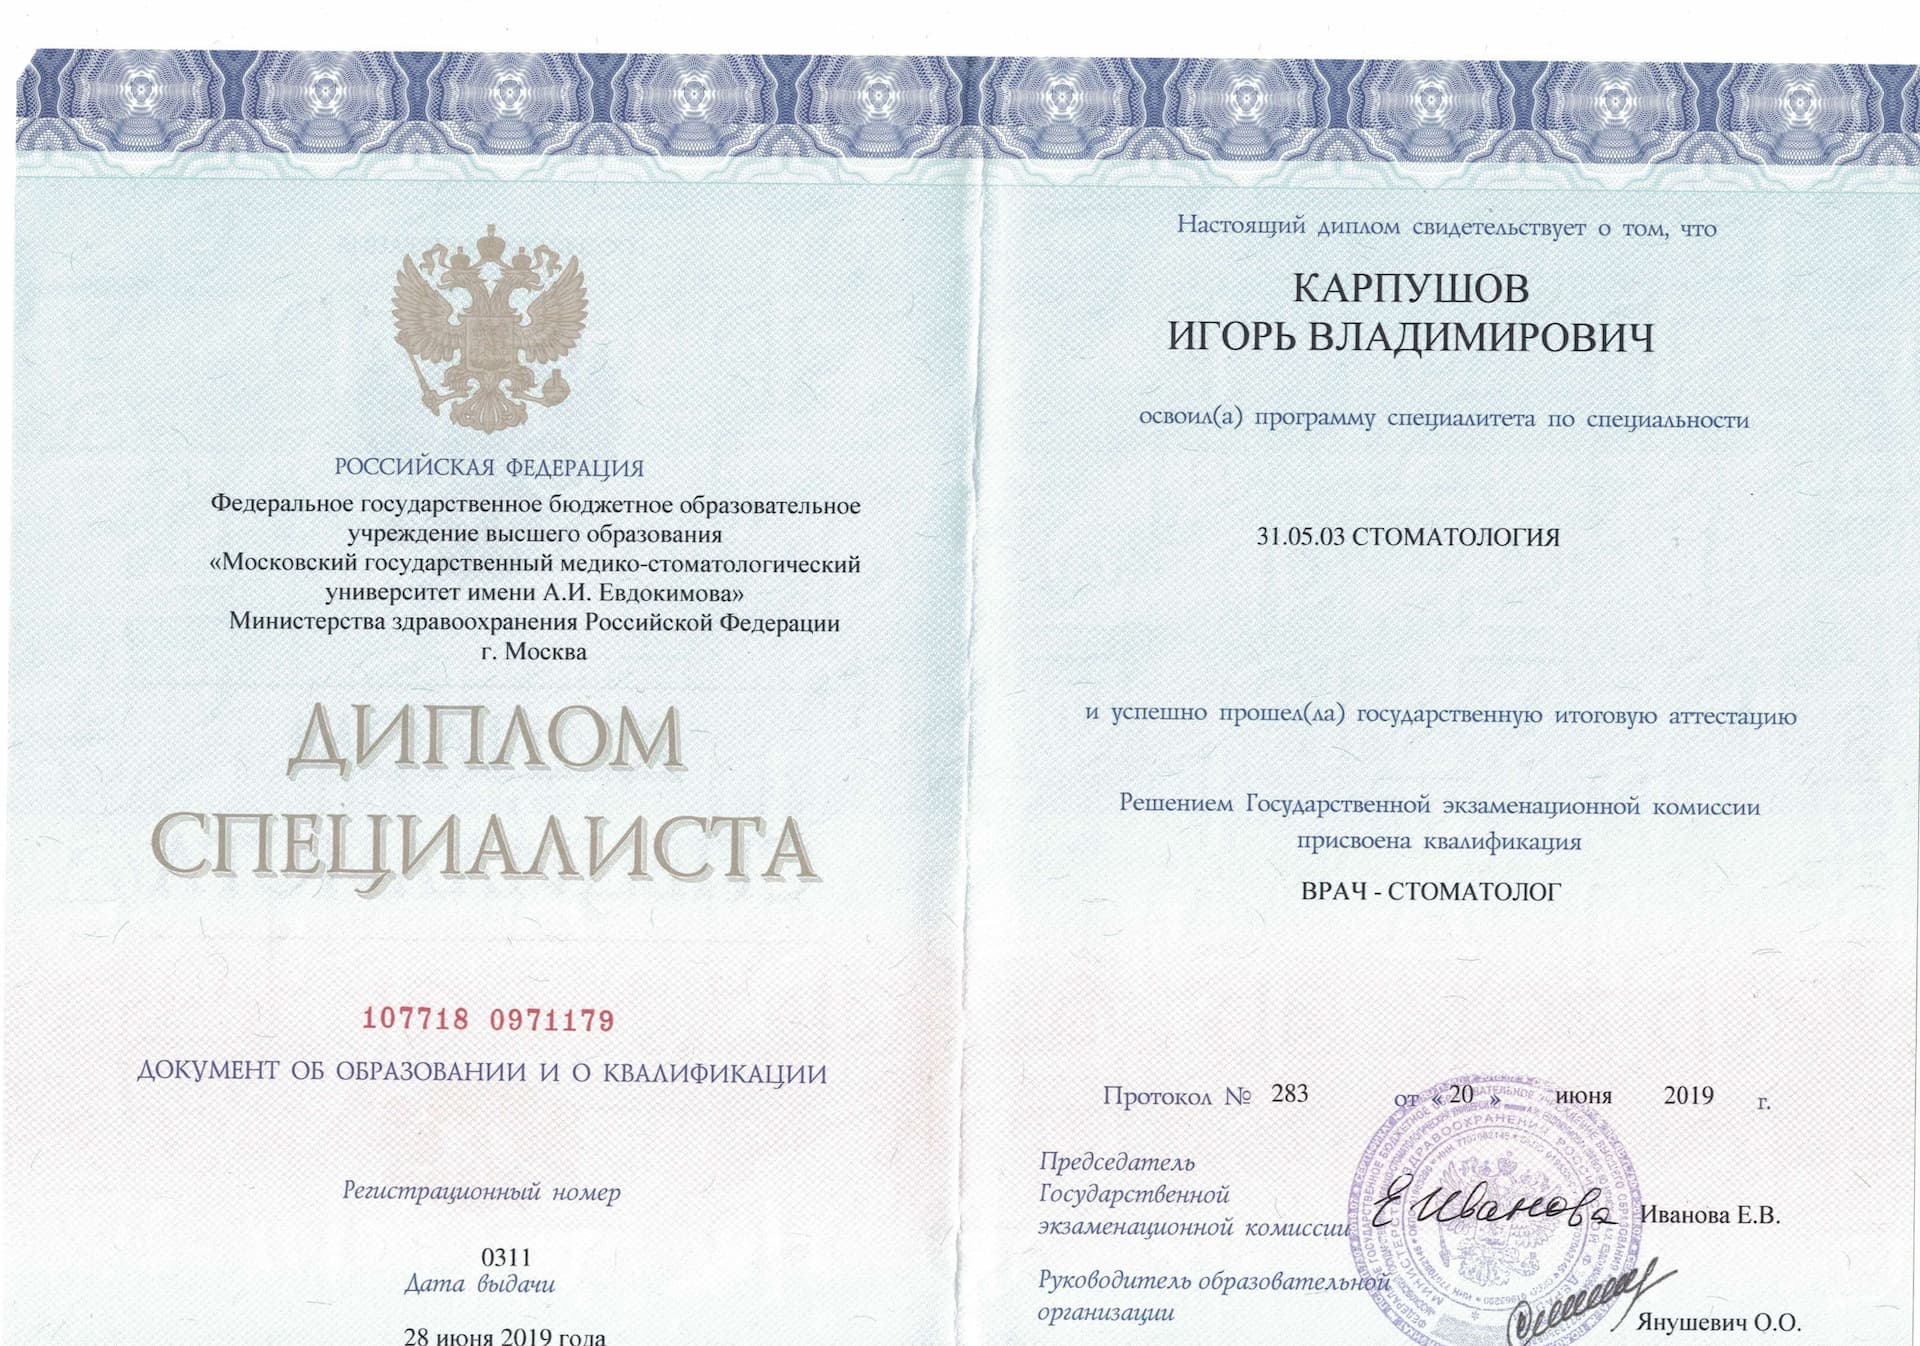 РОССИЙСКАЯ ФЕДЕРАЦИЯ
Федеральное государственное бюджетное образовательное
учреждение высшего образования
«Московский государственный медико-стоматологический
университет имени А.И. Евдокимова»
Министерства здравоохранения Российской Федерации
г. Москва
ДИПЛОМ
СПЕЦИАЛИСТА
107718 0971179
ДОКУМЕНТ ОБ ОБРАЗОВАНИИ И О КВАЛИФИКАЦИИ
Регистрационный номер
0311
Дата выдачи
28 июня 2019 года
Настоящий диплом свидетельствует о том, что
КАРПУШОВ
ИГОРЬ ВЛАДИМИРОВИЧ
освоил(а) программу специалитета по специальности
31.05.03 СТОМАТОЛОГИЯ
и успешно прошел(ла) государственную итоговую аттестацию
Решением Государственной экзаменационной комиссии
присвоена квалификация
ВРАЧ - СТОМАТОЛОГ
Протокол № 283 от « 20 » июня 2019 г.
Председатель
Государственной
экзаменационной комиссии Е Иванова Иванова Е.В.
Руководитель образовательной
организации Янушевич О.О.